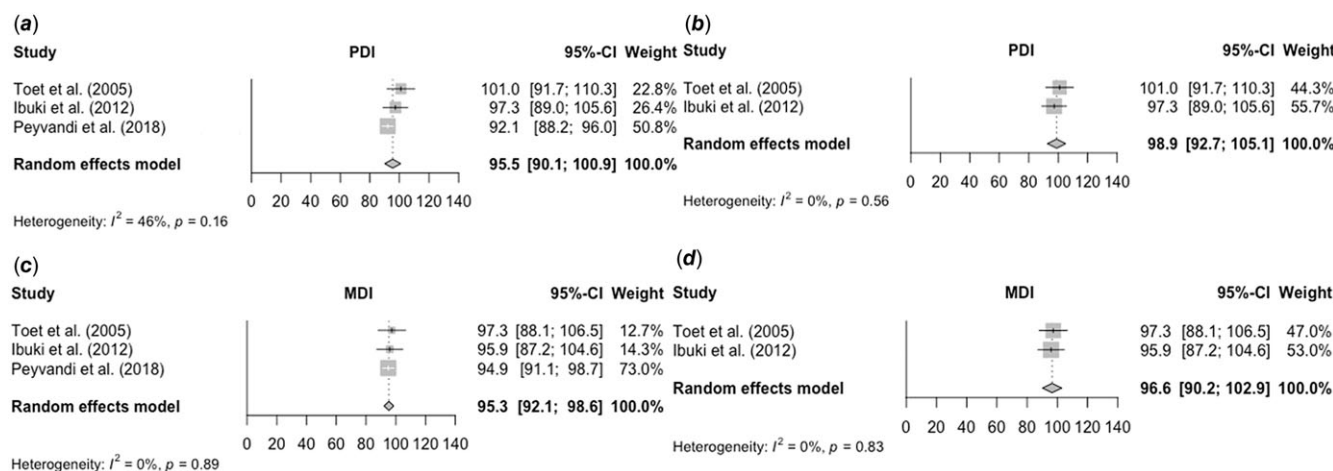 (a)
Study PDI 95%-CI Weight
Toet et al. (2005) 101.0 [91.7; 110.3] 22.8%
Ibuki et al. (2012) 97.3 [89.0; 105.6] 26.4%
Peyvandi et al. (2018) 92.1 [88.2; 96.0] 50.8%
Random effects model 95.5 [90.1; 100.9] 100.0%
0 20 40 60 80 100 120 140
Heterogeneity: I² = 46%, p = 0.16
(b)
Study PDI 95%-CI Weight
Toet et al. (2005) 101.0 [91.7; 110.3] 44.3%
Ibuki et al. (2012) 97.3 [89.0; 105.6] 55.7%
Random effects model 98.9 [92.7; 105.1] 100.0%
0 20 40 60 80 100 120 140
Heterogeneity: I² = 0%, p = 0.56
(c)
Study MDI 95%-CI Weight
Toet et al. (2005) 97.3 [88.1; 106.5] 12.7%
Ibuki et al. (2012) 95.9 [87.2; 104.6] 14.3%
Peyvandi et al. (2018) 94.9 [91.1; 98.7] 73.0%
Random effects model 95.3 [92.1; 98.6] 100.0%
0 20 40 60 80 100 120 140
Heterogeneity: I² = 0%, p = 0.89
(d)
Study MDI 95%-CI Weight
Toet et al. (2005) 97.3 [88.1; 106.5] 47.0%
Ibuki et al. (2012) 95.9 [87.2; 104.6] 53.0%
Random effects model 96.6 [90.2; 102.9] 100.0%
0 20 40 60 80 100 120 140
Heterogeneity: I² = 0%, p = 0.83